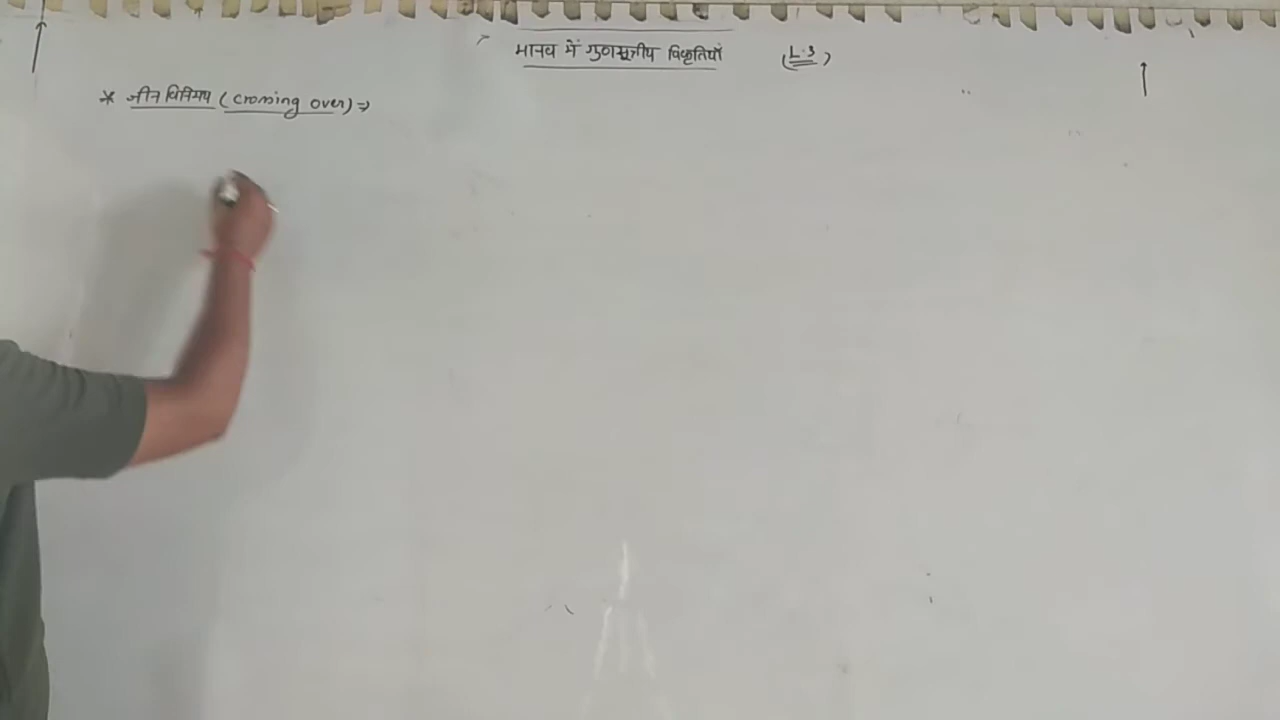 मानव में गुणसूत्रीय विकृतियाँ (L.3)
* जीन विनिमय (crossing over) ⇒